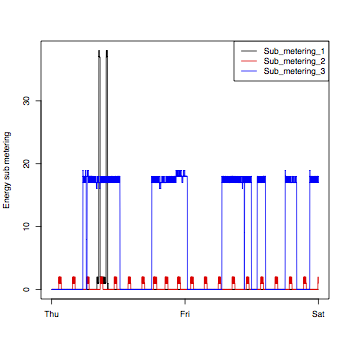 Sub_metering_1
Sub_metering_2
Sub_metering_3
Energy sub metering
30
20
10
0
Thu Fri Sat